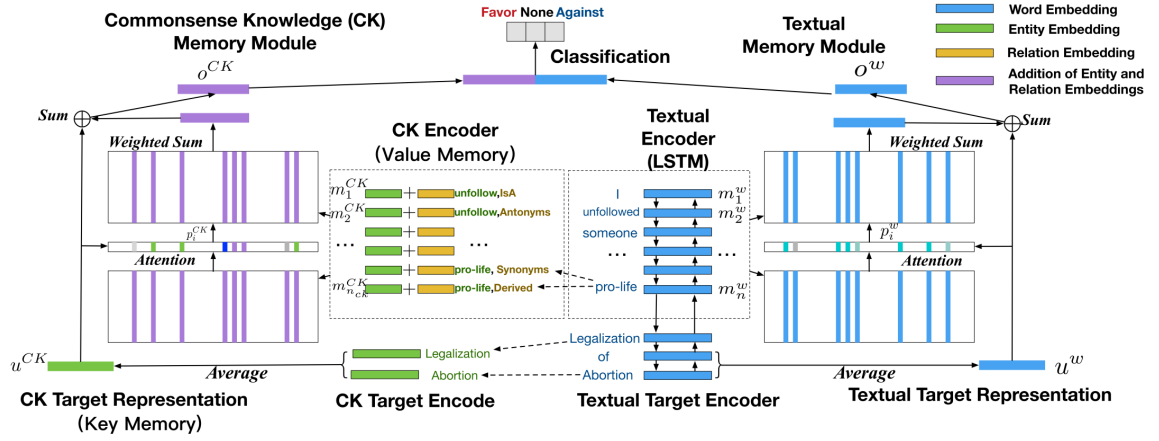 Commonsense Knowledge (CK)
Memory Module
Favor None Against
Classification
Textual
Memory Module
Word Embedding
Entity Embedding
Relation Embedding
Addition of Entity and
Relation Embeddings
o^{CK}
o^{w}
Sum
Sum
Weighted Sum
Weighted Sum
CK Encoder
(Value Memory)
Textual
Encoder
(LSTM)
m_1^{CK} + unfollow,IsA
m_2^{CK} + unfollow,Antonyms
+
... + ...
+ pro-life, Synonyms
m_{n_{ck}}^{CK} + pro-life,Derived
I m_1^w
unfollowed m_2^w
someone
... ...
pro-life m_n^w
p_i^{CK}
p_i^w
Attention
Attention
Legalization
of
Abortion
Legalization
Abortion
u^{CK}
u^w
Average
Average
CK Target Representation
(Key Memory)
CK Target Encode
Textual Target Encoder
Textual Target Representation